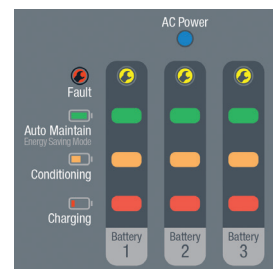 AC Power
Fault
Auto Maintain
Energy Saving Mode
Conditioning
Charging
Battery
1
Battery
2
Battery
3